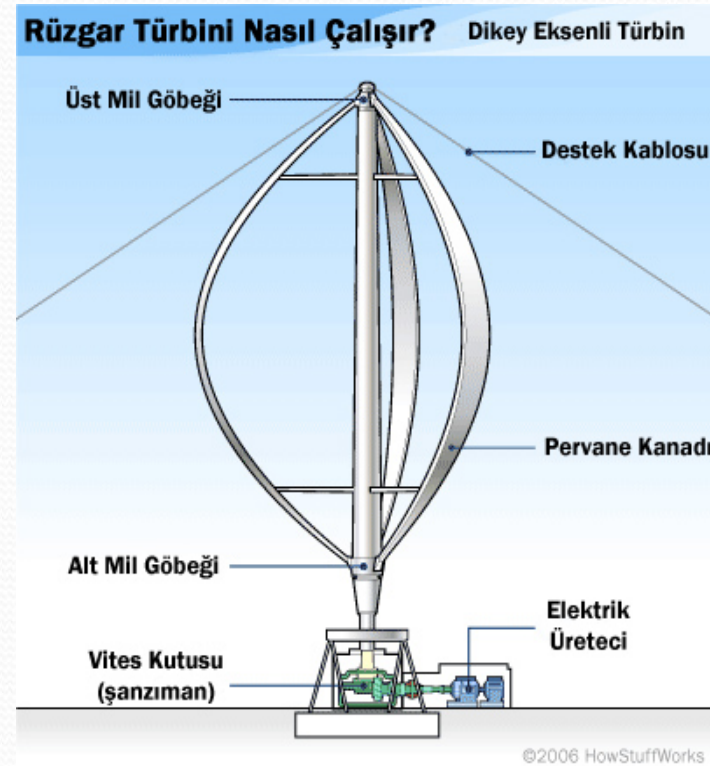 Rüzgar Türbini Nasıl Çalışır? Dikey Eksenli Türbin
Üst Mil Göbeği
Destek Kablosu
Pervane Kanadı
Alt Mil Göbeği
Elektrik
Üreteci
Vites Kutusu
(şanzıman)
©2006 HowStuffWorks